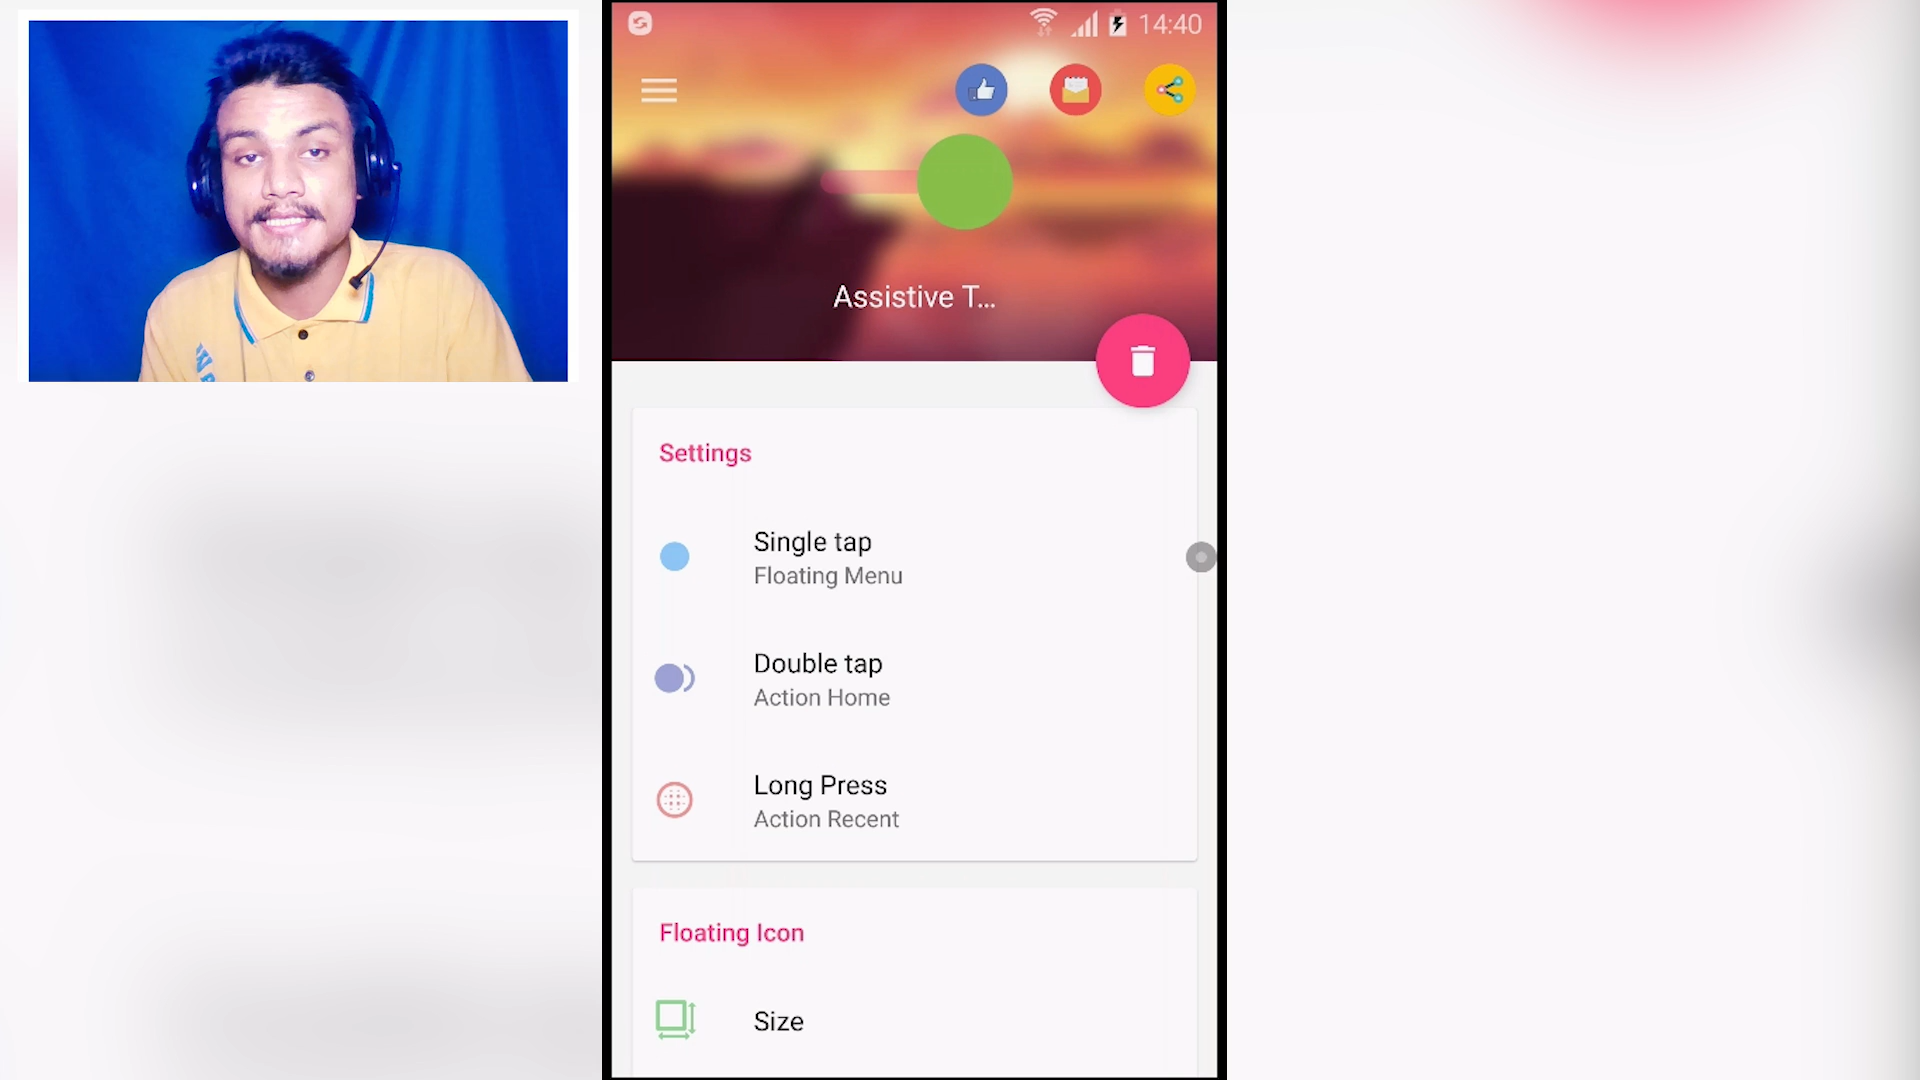 14:40
Assistive T...
Settings
Single tap
Floating Menu
Double tap
Action Home
Long Press
Action Recent
Floating Icon
Size